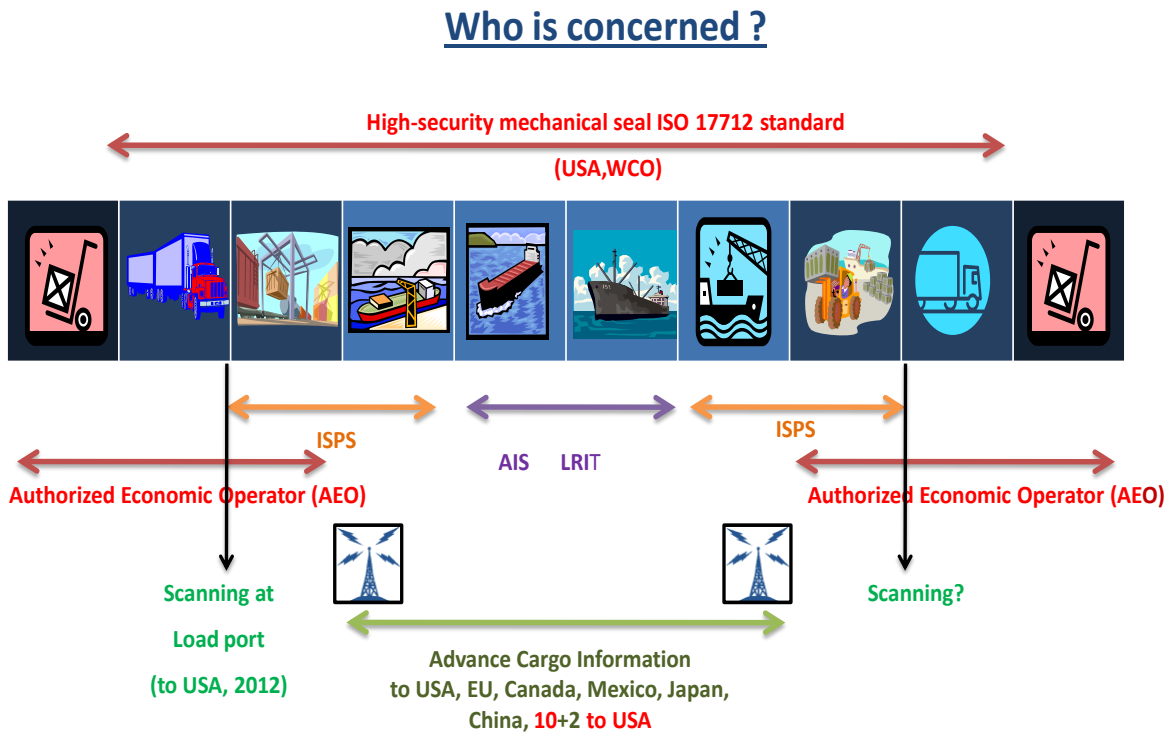 Who is concerned ?
High-security mechanical seal ISO 17712 standard
(USA,WCO)
ISPS
ISPS
AIS LRIT
Authorized Economic Operator (AEO)
Authorized Economic Operator (AEO)
Scanning at
Load port
(to USA, 2012)
Scanning?
Advance Cargo Information
to USA, EU, Canada, Mexico, Japan,
China, 10+2 to USA